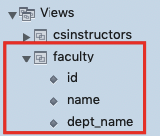 Views
csinstructors
faculty
id
name
dept_name